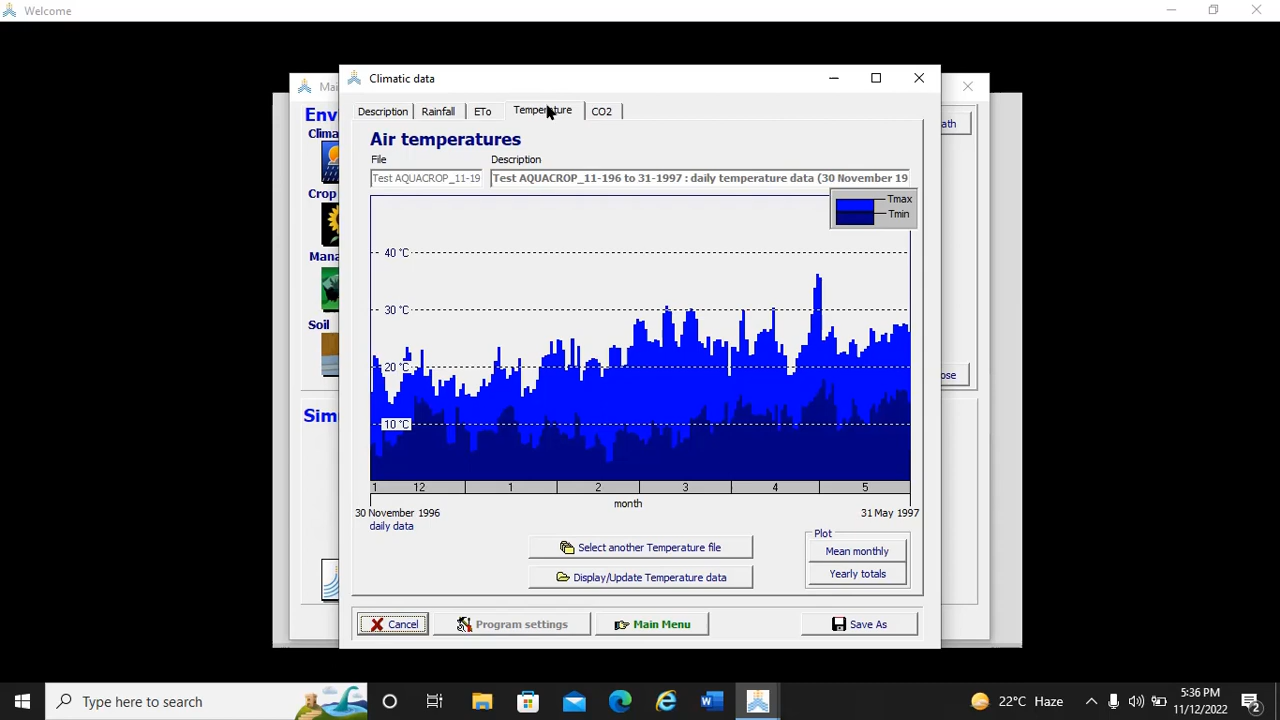 Welcome
Climatic data
Mai
Description
Rainfall
ETo
Temperature
CO2
Env
Clima
Crop
Mana
Soil
Sim
ath
ose
Air temperatures
File
Description
Test AQUACROP_11-19
Test AQUACROP_11-196 to 31-1997 : daily temperature data (30 November 19
Tmax
Tmin
40 °C
30 °C
20 °C
10 °C
1 12 1 2 3 4 5
month
30 November 1996
31 May 1997
daily data
Select another Temperature file
Display/Update Temperature data
Plot
Mean monthly
Yearly totals
Cancel
Program settings
Main Menu
Save As
Type here to search
22°C Haze
5:36 PM
11/12/2022
2